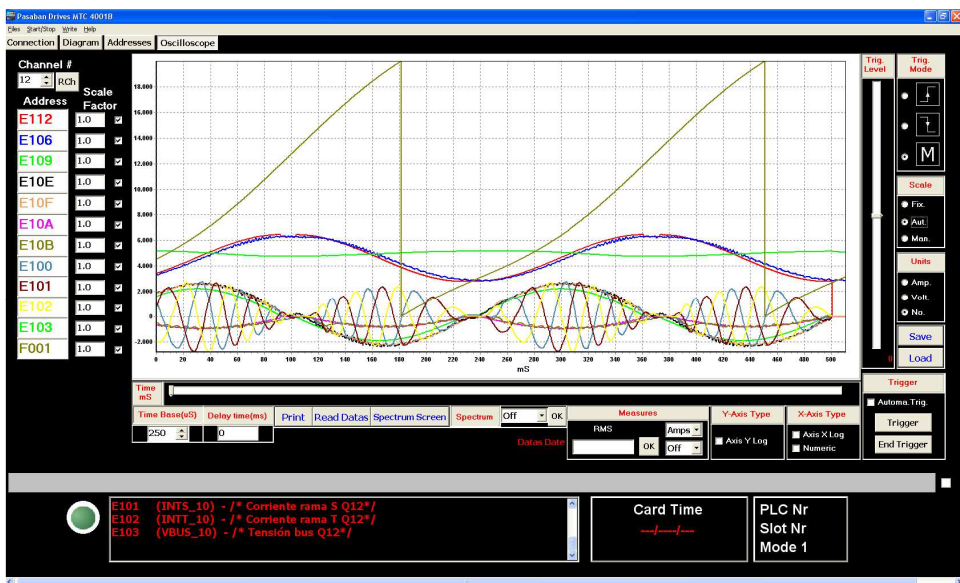 Pasaban Drives MTC 4001B
Files Start/Stop Write Help
Connection Diagram Addresses Oscilloscope
Channel #
12 RCh
Address Scale Factor
E112 1.0
E106 1.0
E109 1.0
E10E 1.0
E10F 1.0
E10A 1.0
E10B 1.0
E100 1.0
E101 1.0
E102 1.0
E103 1.0
F001 1.0
18.000
16.000
14.000
12.000
10.000
8.000
6.000
4.000
2.000
0
-2.000
0 20 40 60 80 100 120 140 160 180 200 220 240 260 280 300 320 340 360 380 400 420 440 460 480 500
mS
Trig. Level
0
Trig. Mode
M
Scale
Fix.
Aut.
Man.
Units
Amp.
Volt.
No.
Save
Load
Time mS
Time Base(uS)
250
Delay time(ms)
0
Print Read Datas Spectrum Screen
Spectrum Off OK
Datas Date
Measures
RMS Amps
OK Off
Y-Axis Type
Axis Y Log
X-Axis Type
Axis X Log
Numeric
Trigger
Automa.Trig.
Trigger
End Trigger
E101 (INTS_10) - /* Corriente rama S Q12*/
E102 (INTT_10) - /* Corriente rama T Q12*/
E103 (VBUS_10) - /* Tensión bus Q12*/
Card Time
---/----/---
PLC Nr
Slot Nr
Mode 1